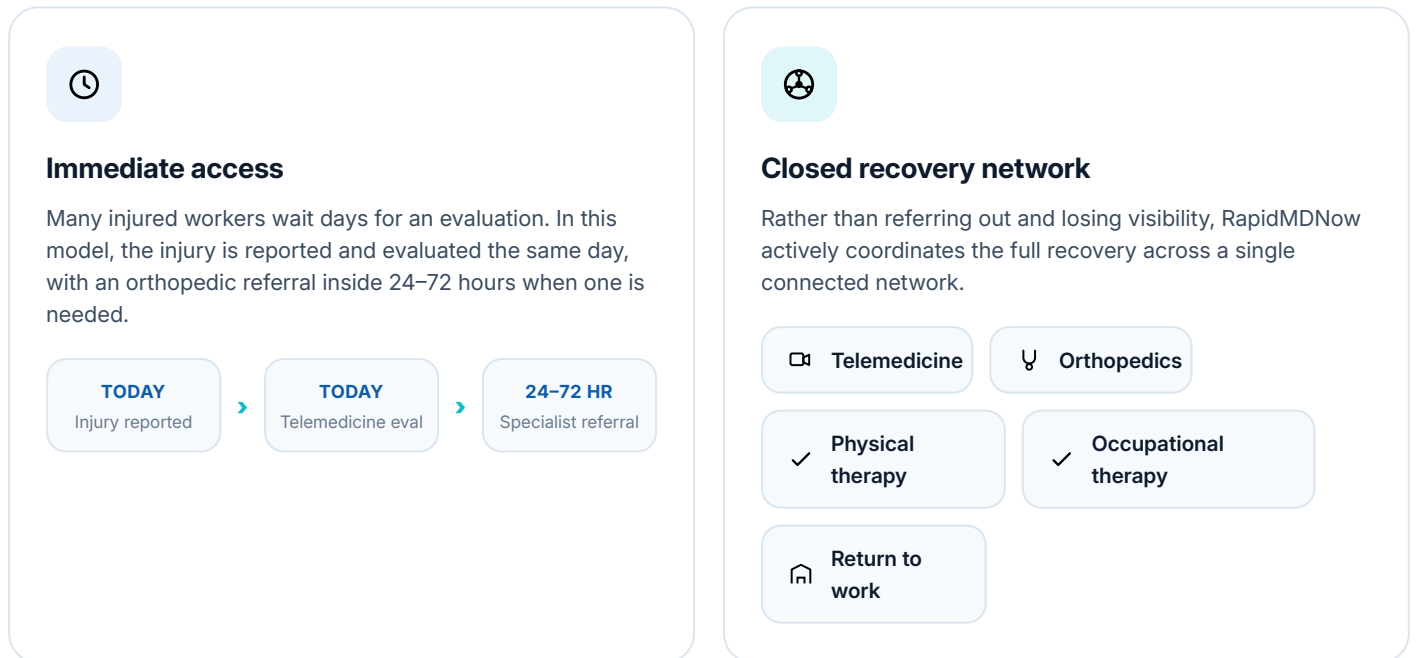 Immediate access
Many injured workers wait days for an evaluation. In this
model, the injury is reported and evaluated the same day,
with an orthopedic referral inside 24–72 hours when one is
needed.
TODAY
Injury reported
›
TODAY
Telemedicine eval
›
24–72 HR
Specialist referral
Closed recovery network
Rather than referring out and losing visibility, RapidMDNow
actively coordinates the full recovery across a single
connected network.
Telemedicine
Orthopedics
Physical
therapy
Occupational
therapy
Return to
work